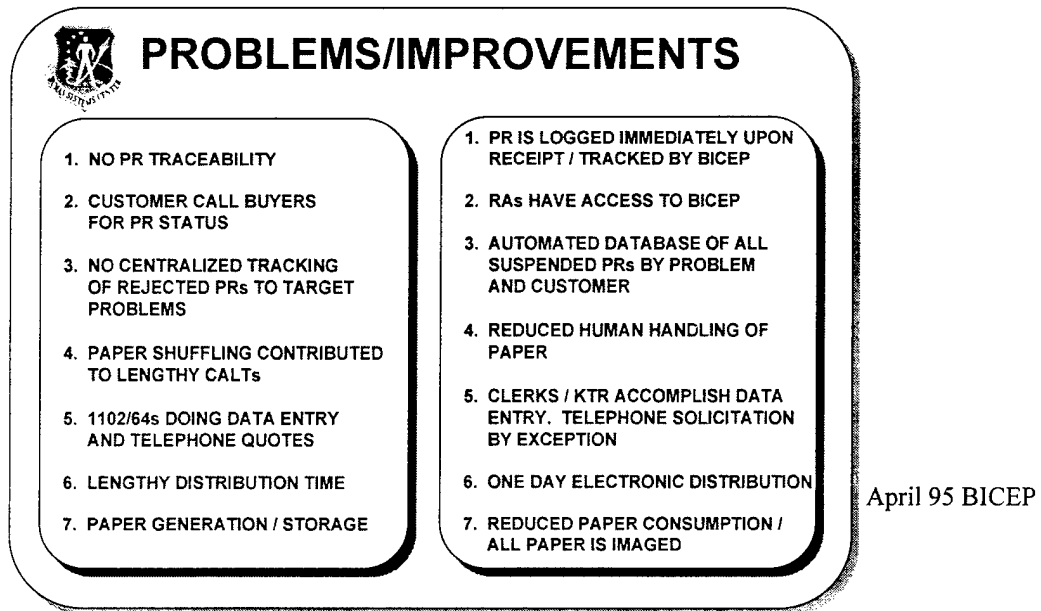 PROBLEMS/IMPROVEMENTS
1. NO PR TRACEABILITY
2. CUSTOMER CALL BUYERS
FOR PR STATUS
3. NO CENTRALIZED TRACKING
OF REJECTED PRs TO TARGET
PROBLEMS
4. PAPER SHUFFLING CONTRIBUTED
TO LENGTHY CALTs
5. 1102/64s DOING DATA ENTRY
AND TELEPHONE QUOTES
6. LENGTHY DISTRIBUTION TIME
7. PAPER GENERATION / STORAGE
1. PR IS LOGGED IMMEDIATELY UPON
RECEIPT / TRACKED BY BICEP
2. RAs HAVE ACCESS TO BICEP
3. AUTOMATED DATABASE OF ALL
SUSPENDED PRs BY PROBLEM
AND CUSTOMER
4. REDUCED HUMAN HANDLING OF
PAPER
5. CLERKS / KTR ACCOMPLISH DATA
ENTRY. TELEPHONE SOLICITATION
BY EXCEPTION
6. ONE DAY ELECTRONIC DISTRIBUTION
7. REDUCED PAPER CONSUMPTION /
ALL PAPER IS IMAGED
April 95 BICEP